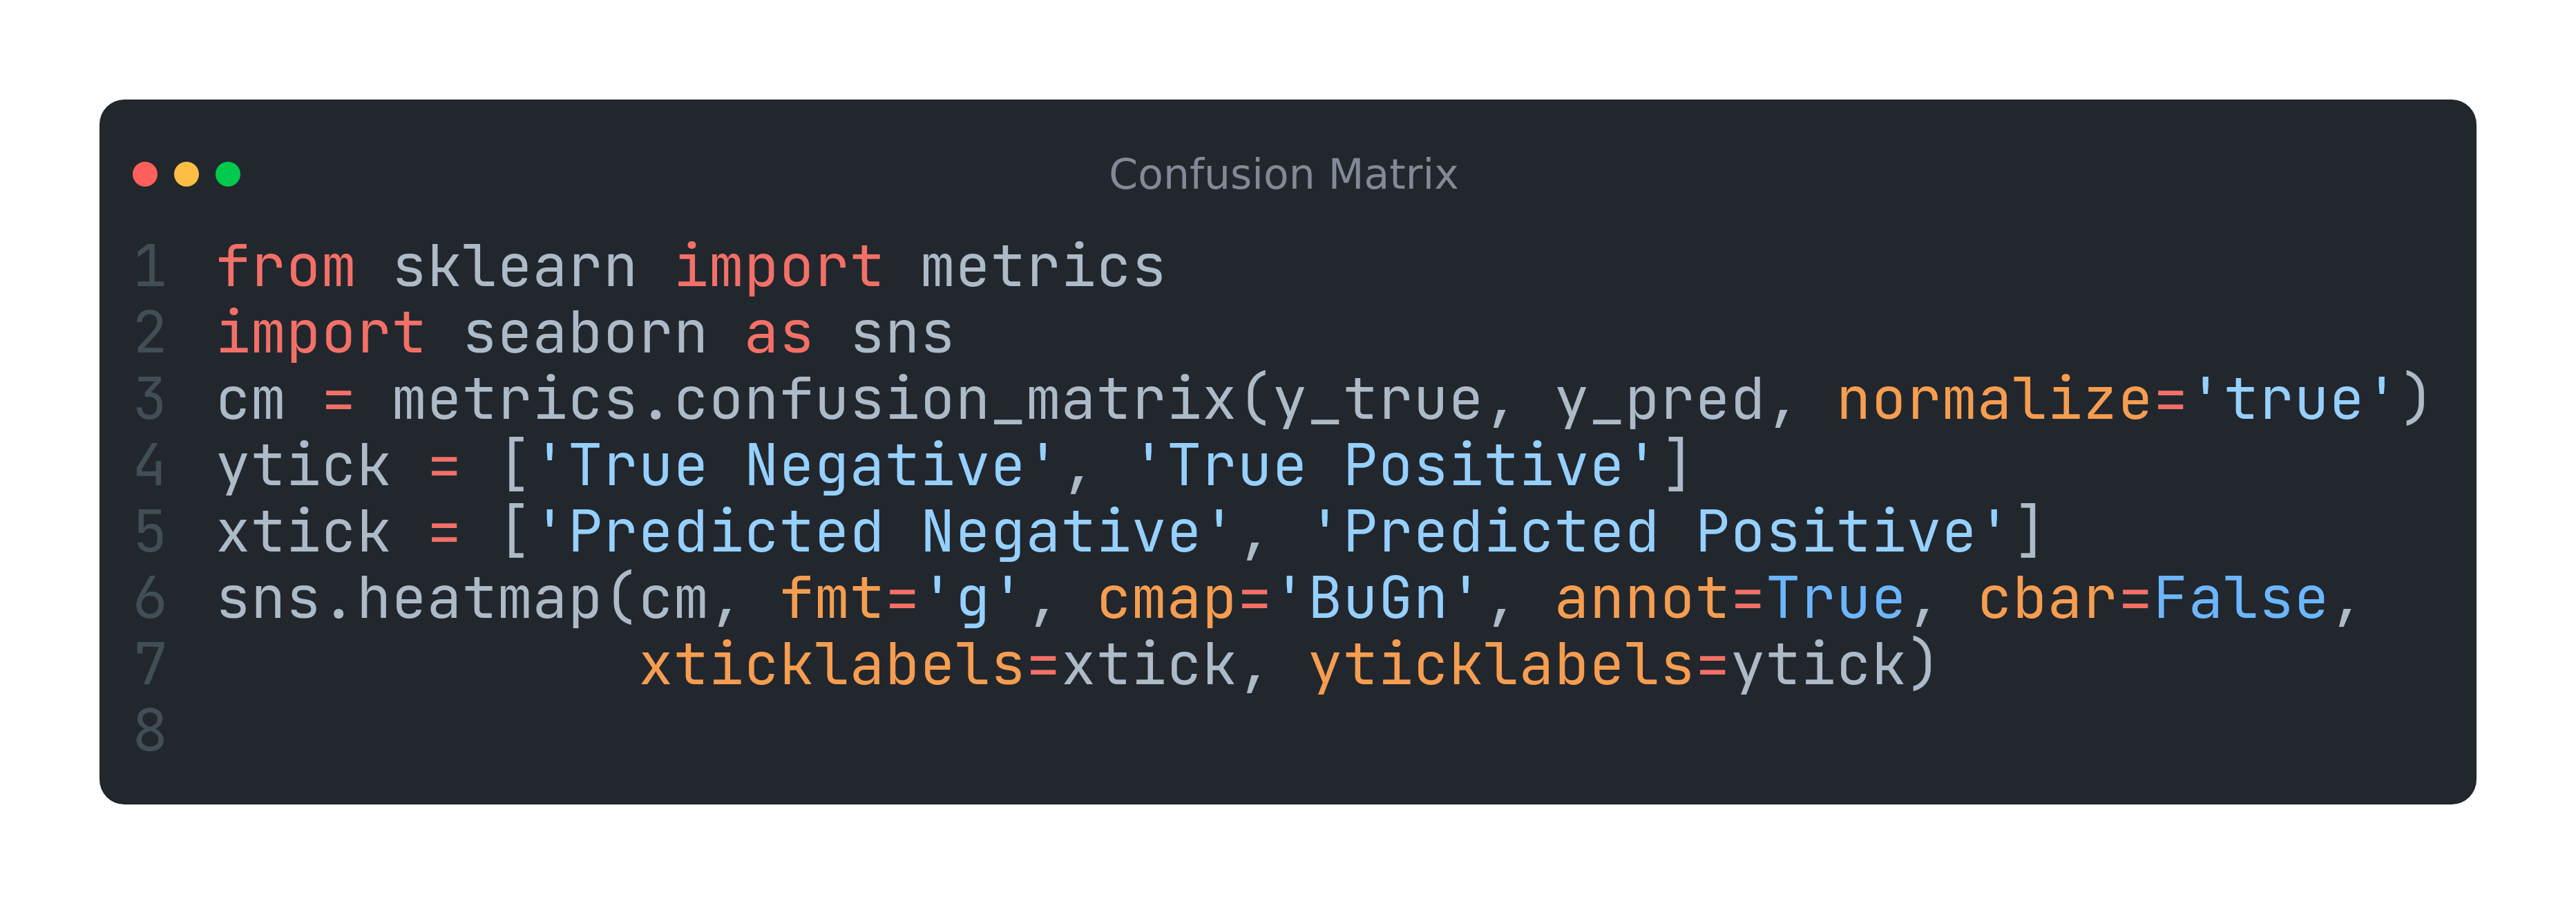 Confusion Matrix
1 from sklearn import metrics
2 import seaborn as sns
3 cm = metrics.confusion_matrix(y_true, y_pred, normalize='true')
4 ytick = ['True Negative', 'True Positive']
5 xtick = ['Predicted Negative', 'Predicted Positive']
6 sns.heatmap(cm, fmt='g', cmap='BuGn', annot=True, cbar=False,
7             xticklabels=xtick, yticklabels=ytick)
8